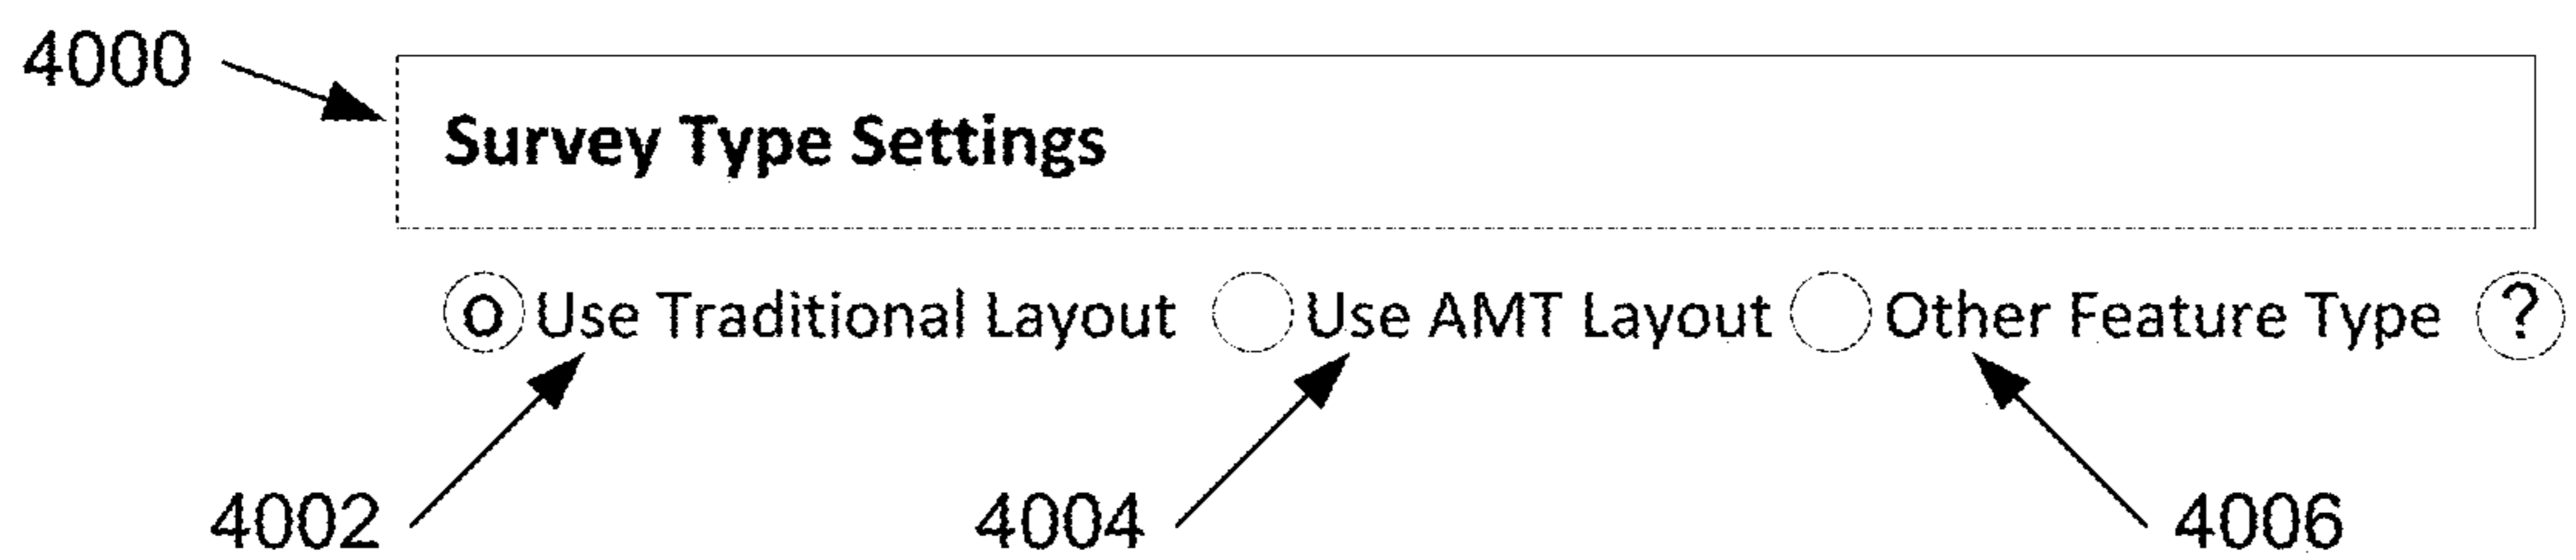 4000
Survey Type Settings
Use Traditional Layout Use AMT Layout Other Feature Type ?
4002 4004 4006